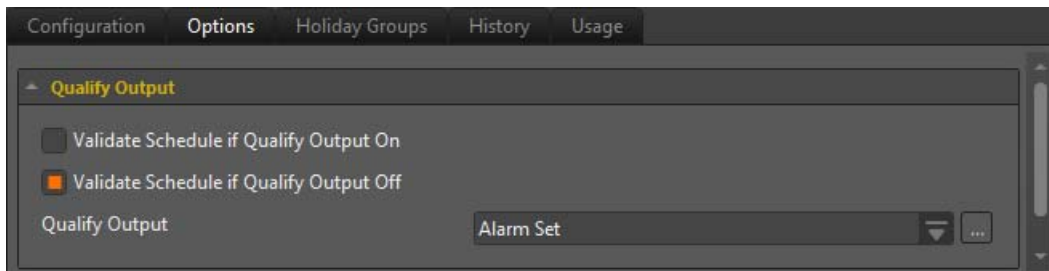 Configuration Options Holiday Groups History Usage
Qualify Output
Validate Schedule if Qualify Output On
Validate Schedule if Qualify Output Off
Qualify Output Alarm Set ...